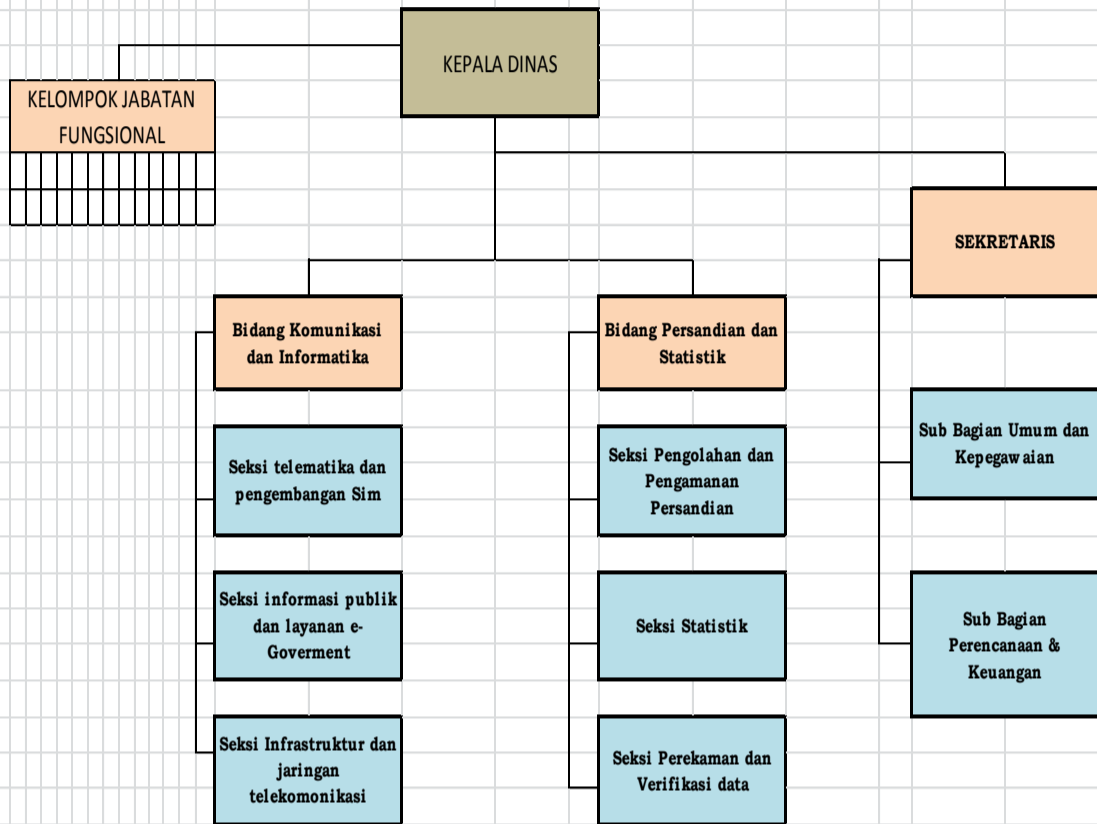 KEPALA DINAS
KELOMPOK JABATAN
FUNGSIONAL
SEKRETARIS
Bidang Komunikasi
dan Informatika
Bidang Persandian dan
Statistik
Seksi telematika dan
pengembangan Sim
Seksi Pengolahan dan
Pengamanan
Persandian
Sub Bagian Umum dan
Kepegawaian
Seksi informasi publik
dan layanan e-
Goverment
Seksi Statistik
Sub Bagian
Perencanaan &
Keuangan
Seksi Infrastruktur dan
jaringan
telekomonikasi
Seksi Perekaman dan
Verifikasi data